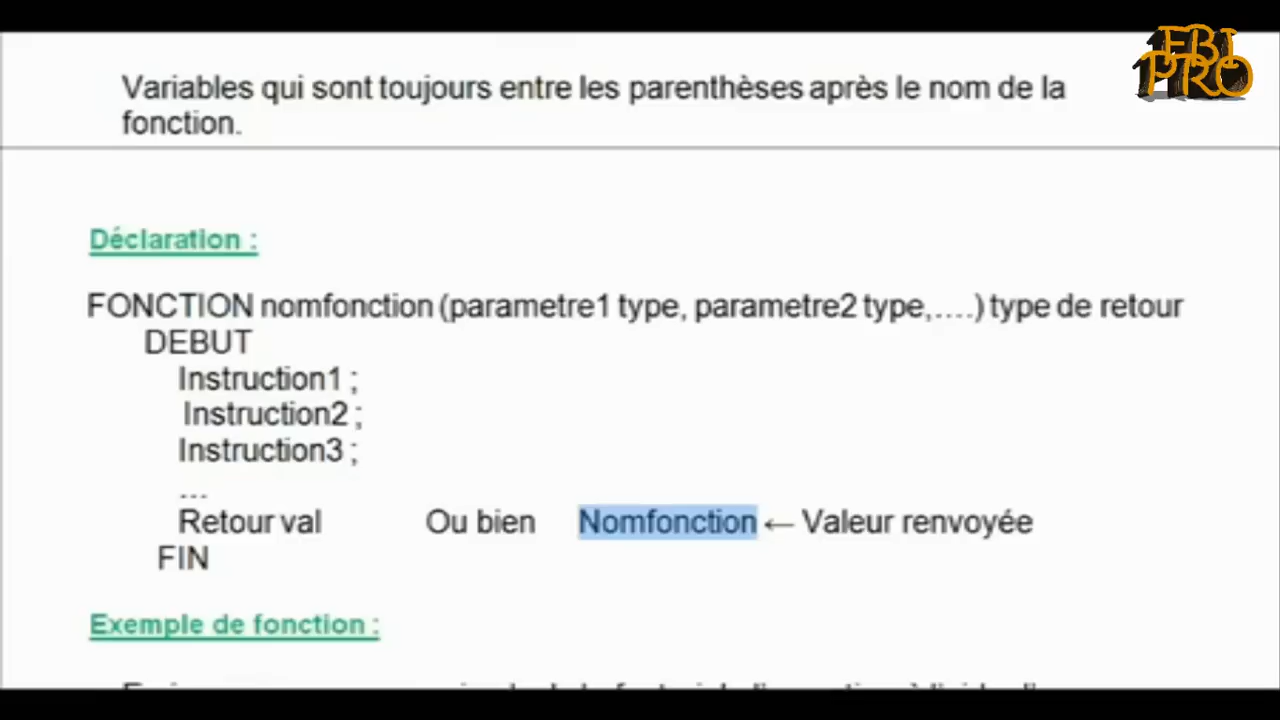 FBI
PRO
Variables qui sont toujours entre les parenthèses après le nom de la
fonction.
Déclaration :
FONCTION nomfonction (parametre1 type, parametre2 type,….) type de retour
DEBUT
Instruction1 ;
Instruction2 ;
Instruction3 ;
...
Retour val Ou bien Nomfonction ← Valeur renvoyée
FIN
Exemple de fonction :